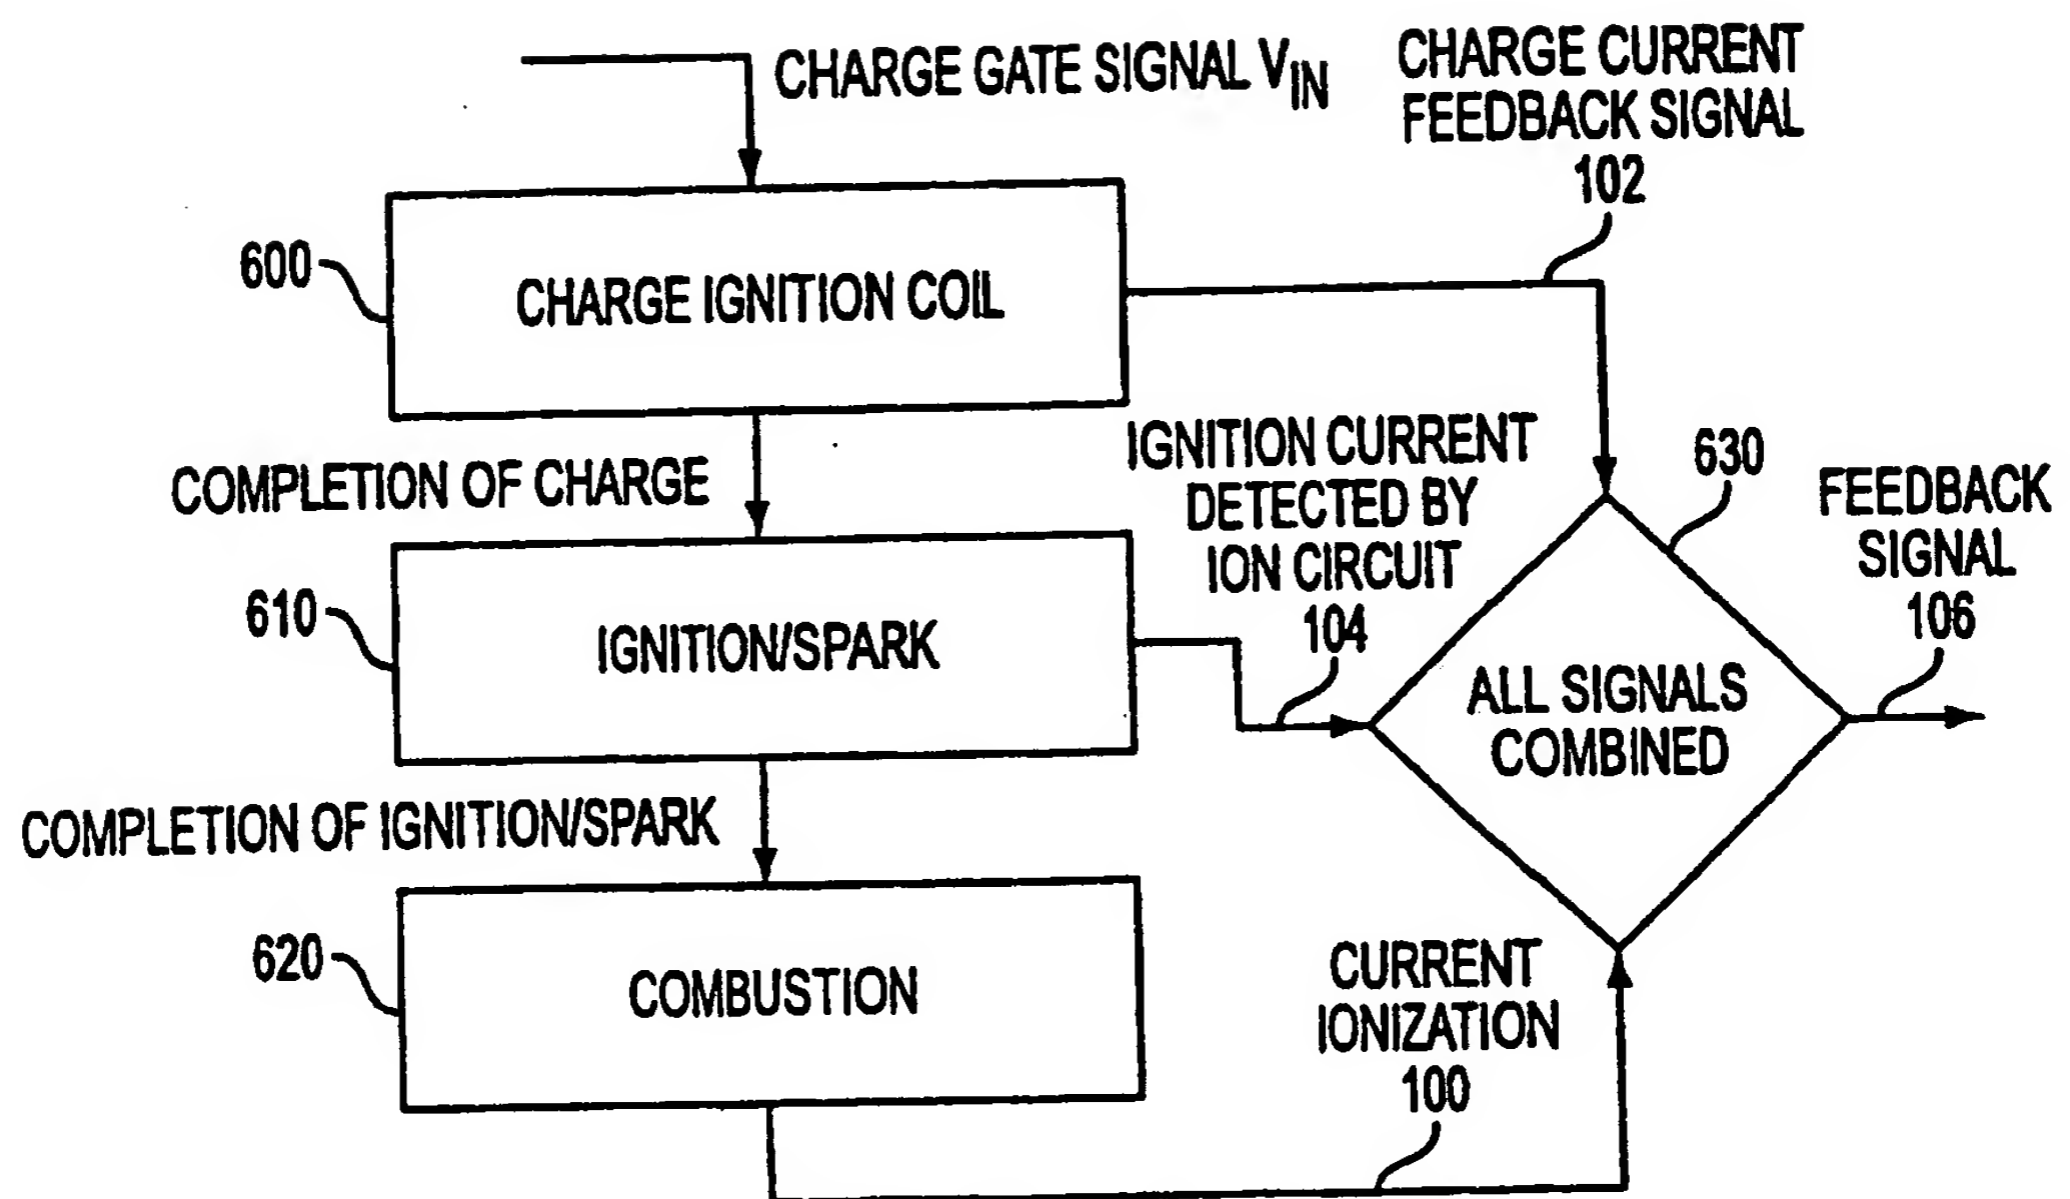 CHARGE GATE SIGNAL VIN
CHARGE CURRENT
FEEDBACK SIGNAL
102
600
CHARGE IGNITION COIL
COMPLETION OF CHARGE
IGNITION CURRENT
DETECTED BY
ION CIRCUIT
104
630
FEEDBACK
SIGNAL
106
610
IGNITION/SPARK
ALL SIGNALS
COMBINED
COMPLETION OF IGNITION/SPARK
620
COMBUSTION
CURRENT
IONIZATION
100